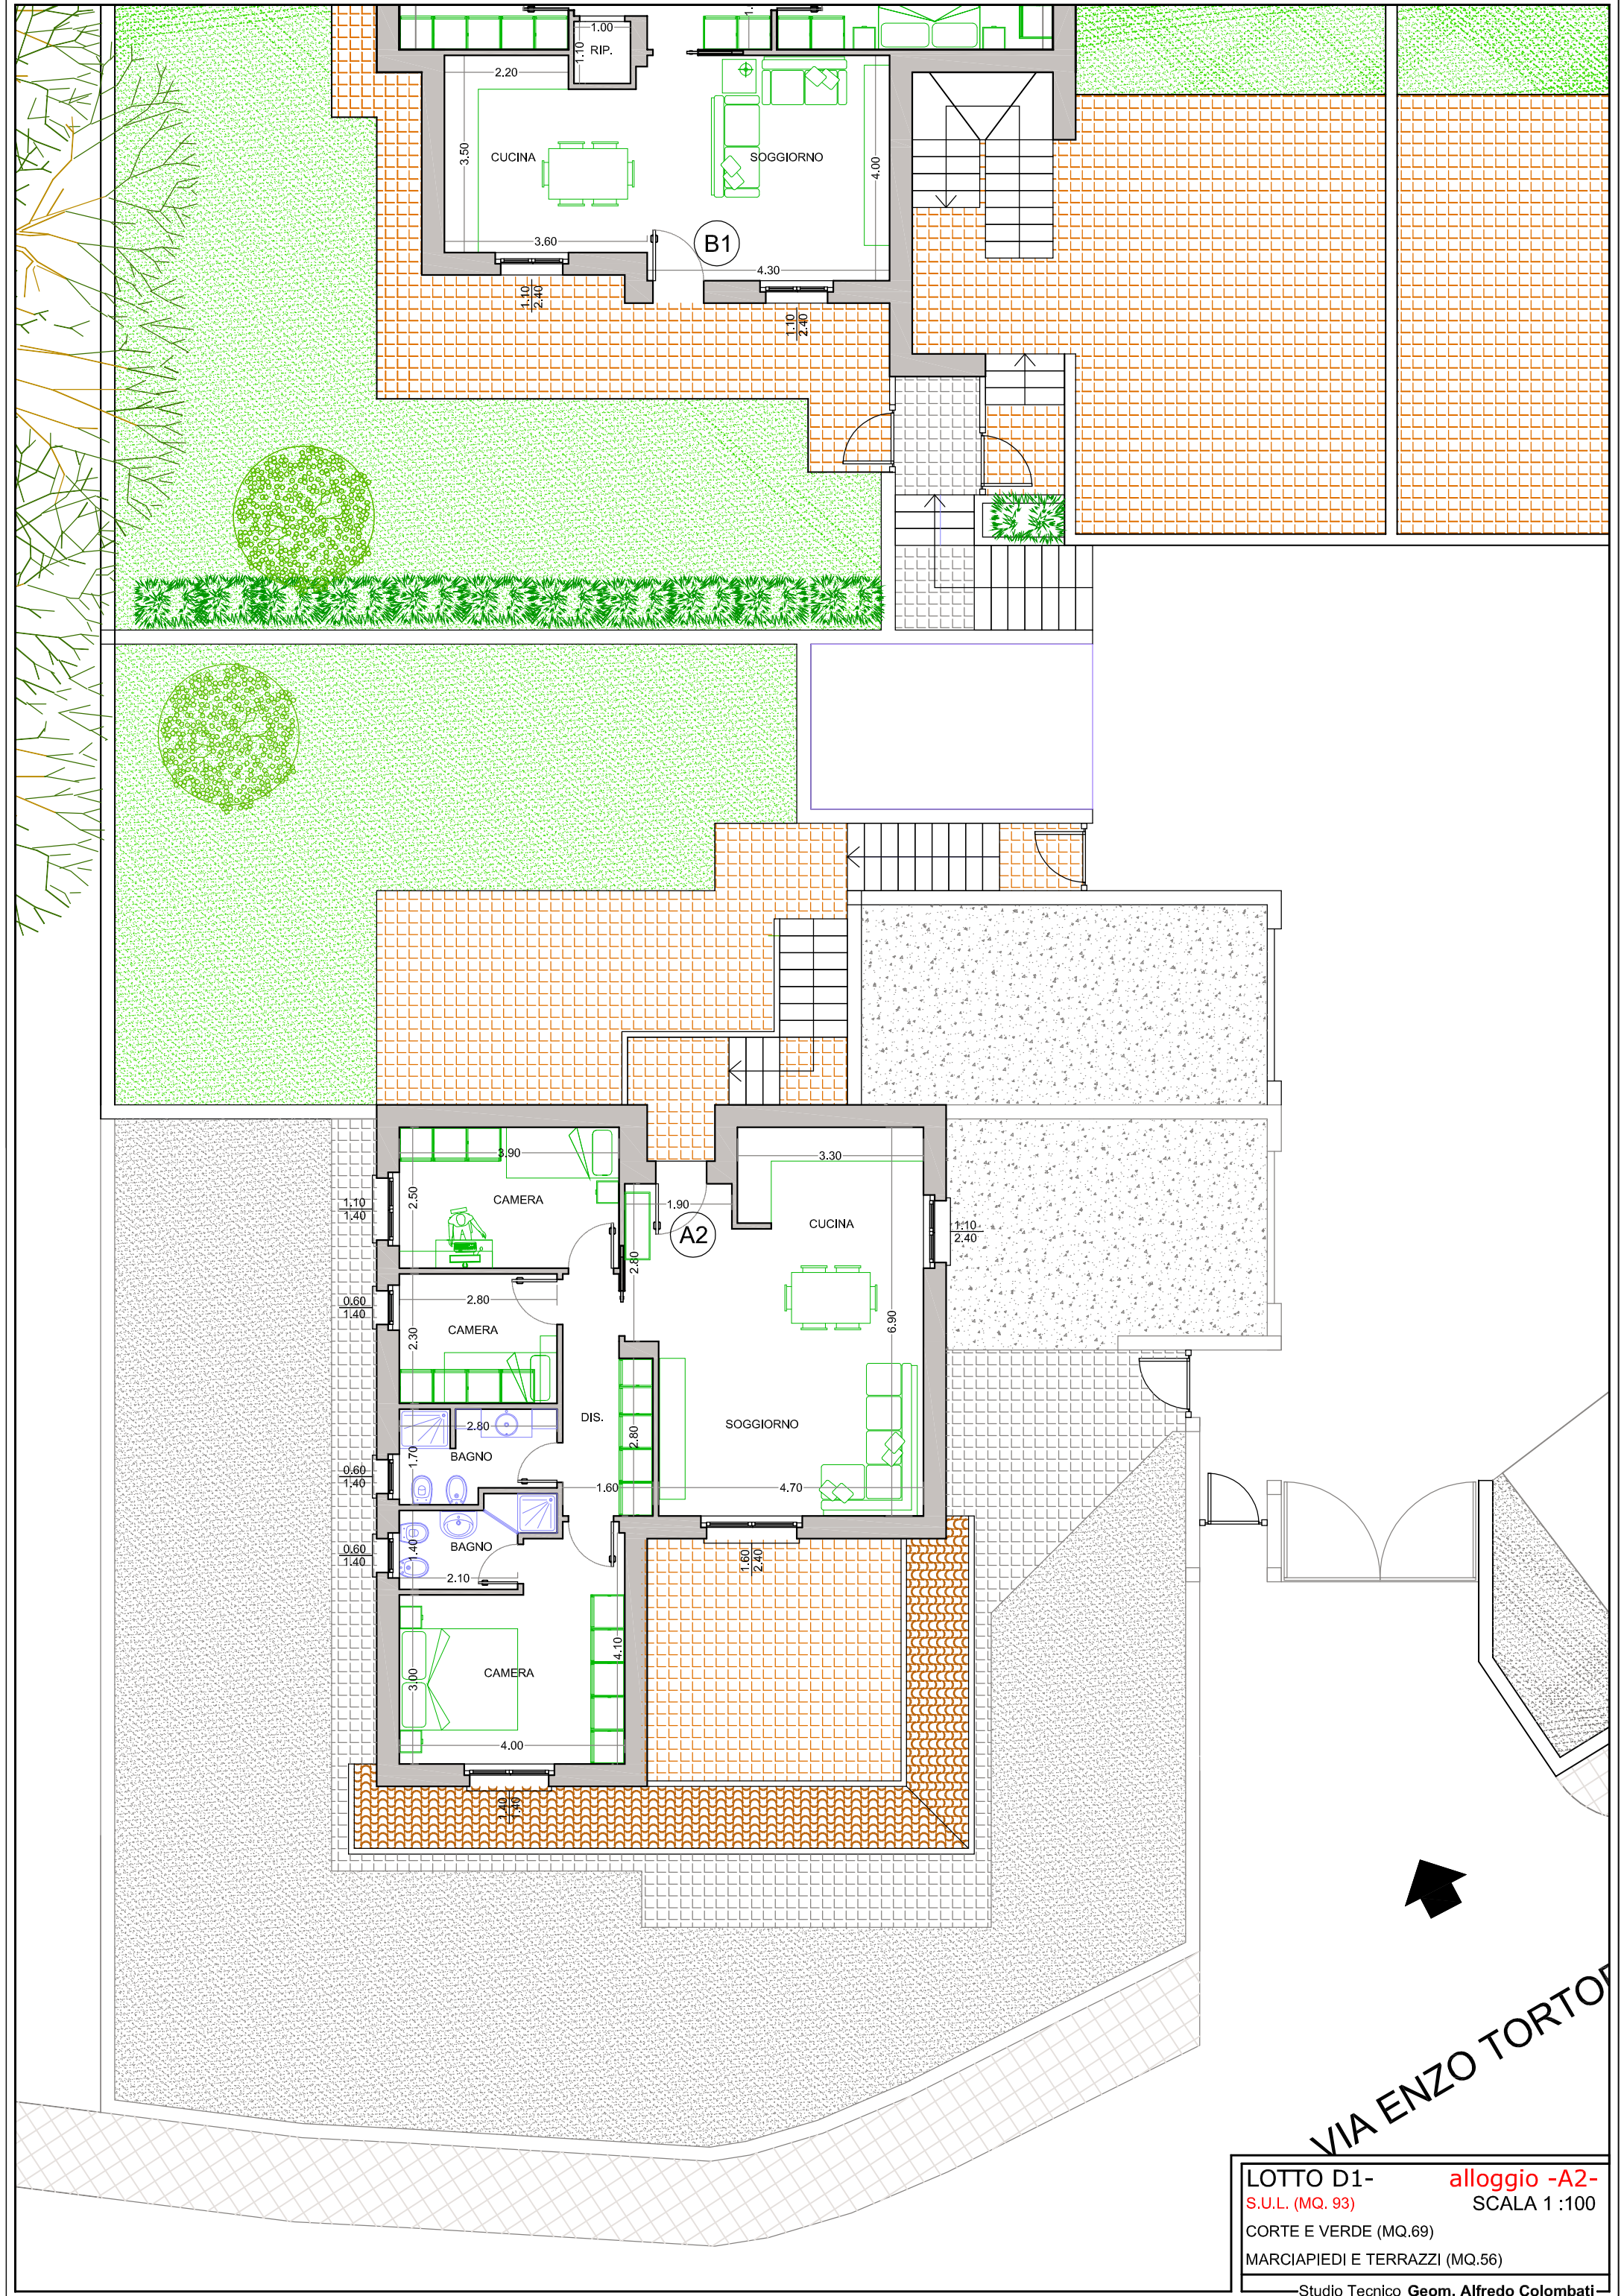 1.00
RIP.
1.10
2.20
3.50
CUCINA
SOGGIORNO
4.00
3.60
B1
4.30
1.10
2.40
1.10
2.40
3.90
2.50
CAMERA
1.10
1.40
3.30
1.90
CUCINA
A2
1.10
2.40
2.80
0.60
1.40
2.80
CAMERA
2.30
6.90
DIS.
SOGGIORNO
2.80
2.80
BAGNO
1.70
0.60
1.40
1.60
4.70
0.60
1.40
BAGNO
1.40
2.10
1.60
2.40
CAMERA
3.00
4.10
4.00
1.40
1.40
VIA ENZO TORTO
LOTTO D1- alloggio -A2-
S.U.L. (MQ. 93) SCALA 1 :100
CORTE E VERDE (MQ.69)
MARCIAPIEDI E TERRAZZI (MQ.56)
Studio Tecnico Geom. Alfredo Colombati